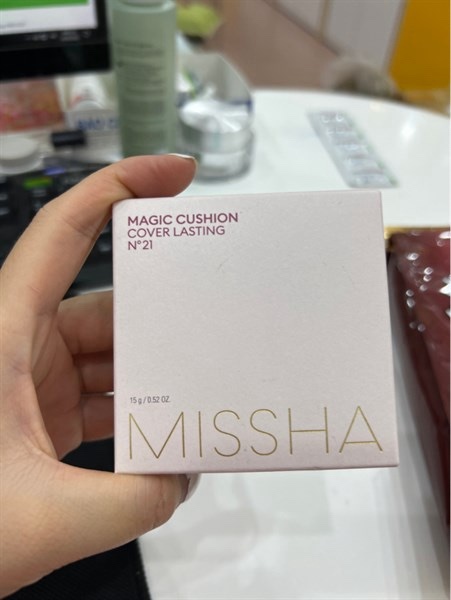 MAGIC CUSHION
COVER LASTING
N°21
15 g / 0.52 OZ.
MISSHA